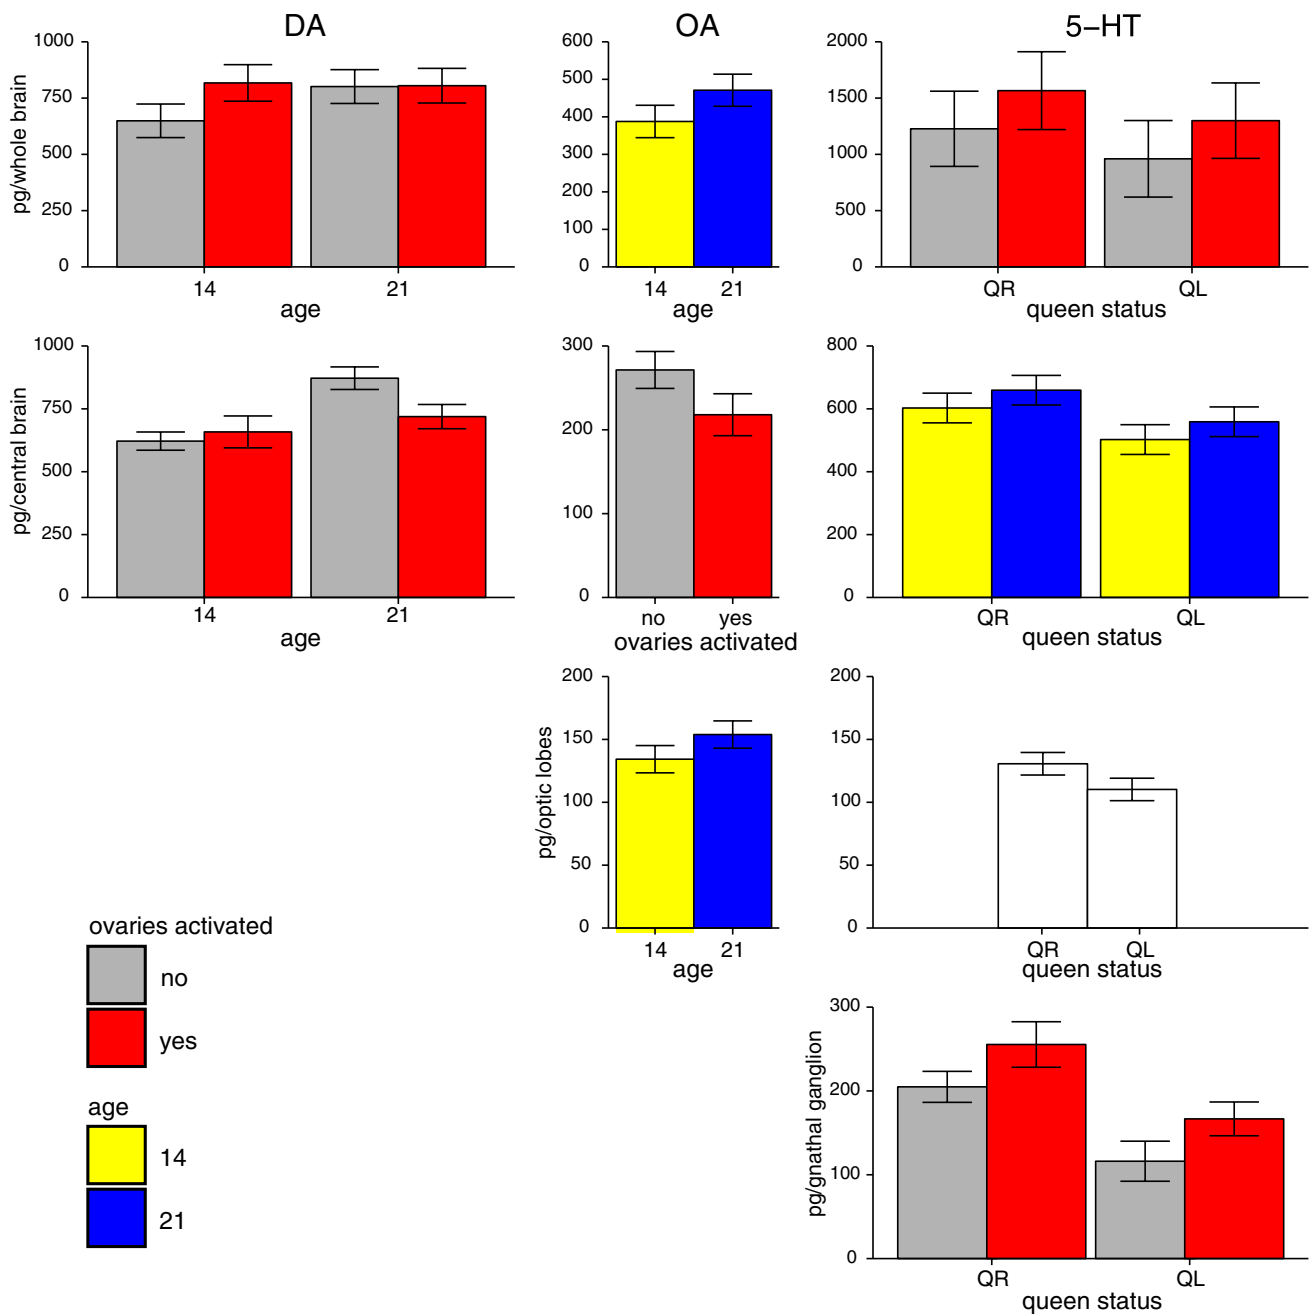 DA
OA
5−HT
pg/whole brain
1000
750
500
250
0
14
21
age
600
500
400
300
200
100
0
14
21
age
2000
1500
1000
500
0
QR
QL
queen status
pg/central brain
1000
750
500
250
0
14
21
age
300
200
100
0
no
yes
ovaries activated
800
600
400
200
0
QR
QL
queen status
pg/optic lobes
200
150
100
50
0
14
21
age
200
150
100
50
0
QR
QL
queen status
ovaries activated
no
yes
age
14
21
pg/gnathal ganglion
300
200
100
0
QR
QL
queen status